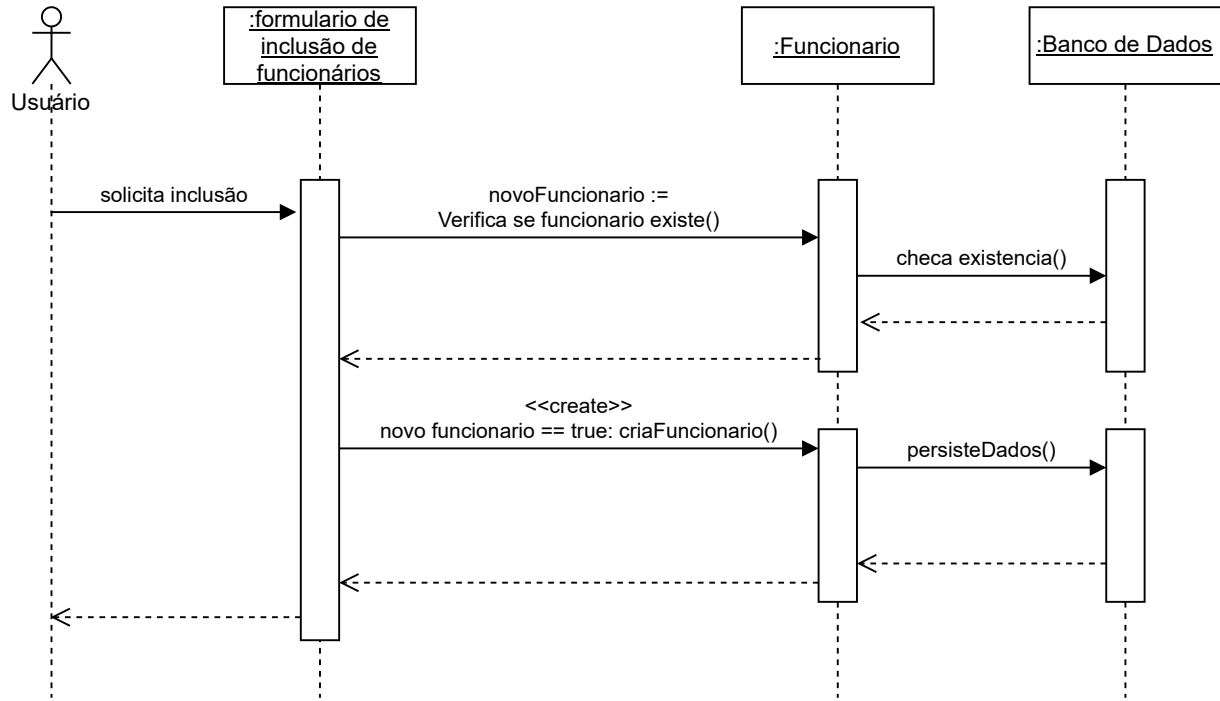 :formulario de
inclusão de
funcionários
:Funcionario
:Banco de Dados
Usuário
solicita inclusão
novoFuncionario :=
Verifica se funcionario existe()
checa existencia()
<<create>>
novo funcionario == true: criaFuncionario()
persisteDados()